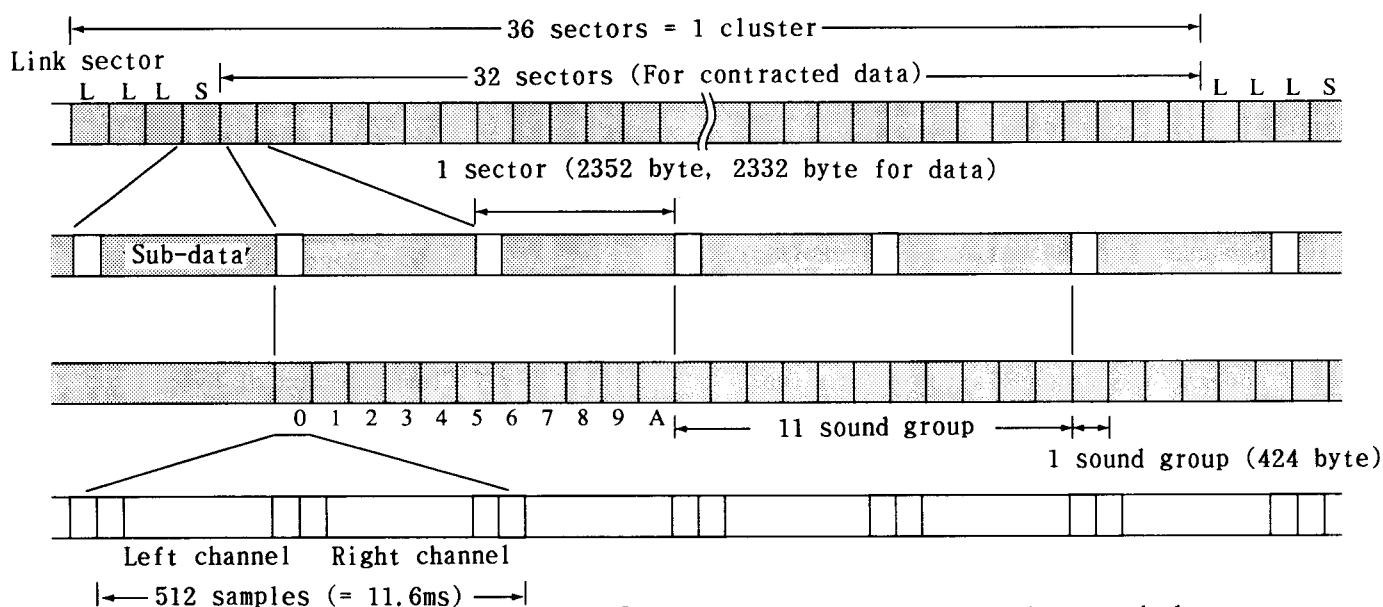 36 sectors = 1 cluster
Link sector
32 sectors (For contracted data)
L L L S
L L L S
1 sector (2352 byte, 2332 byte for data)
Sub-data
0 1 2 3 4 5 6 7 8 9 A
11 sound group
1 sound group (424 byte)
Left channel Right channel
512 samples (= 11.6ms)